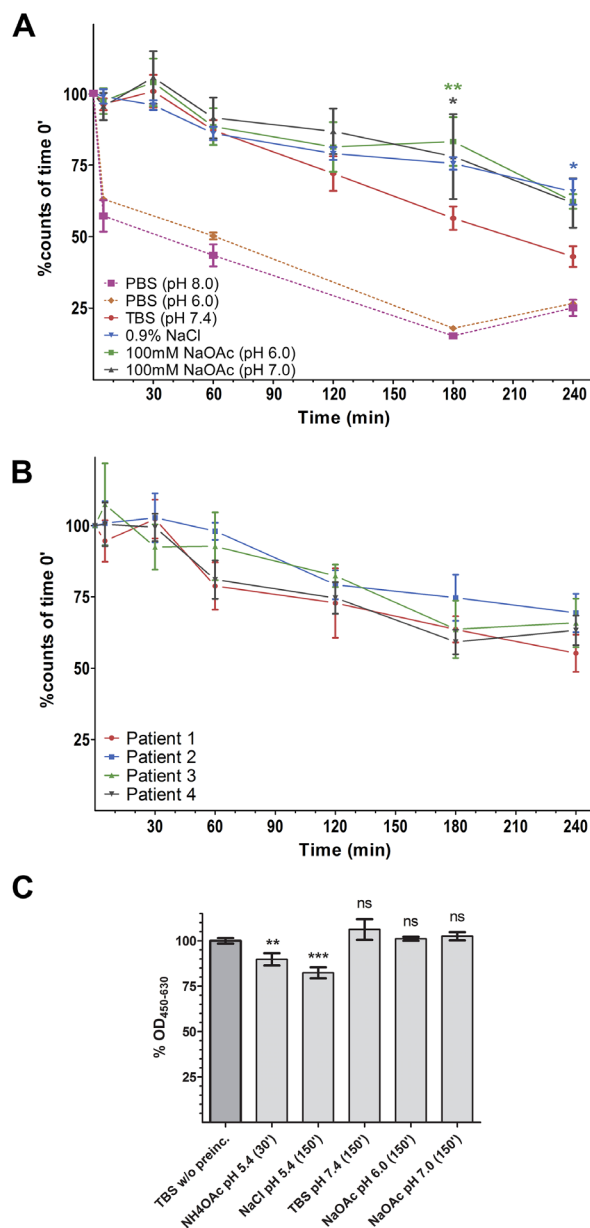 A
%counts of time 0'
100
75
50
25
**
*
*
PBS (pH 8.0)
PBS (pH 6.0)
TBS (pH 7.4)
0.9% NaCl
100mM NaOAc (pH 6.0)
100mM NaOAc (pH 7.0)
30 60 90 120 150 180 210 240
Time (min)
B
%counts of time 0'
100
75
50
25
Patient 1
Patient 2
Patient 3
Patient 4
30 60 90 120 150 180 210 240
Time (min)
C
% OD450-630
100
75
50
25
** *** ns ns ns
TBS w/o preinc.
NH4OAc pH 5.4 (30')
NaCl pH 5.4 (150')
TBS pH 7.4 (150')
NaOAc pH 6.0 (150')
NaOAc pH 7.0 (150')